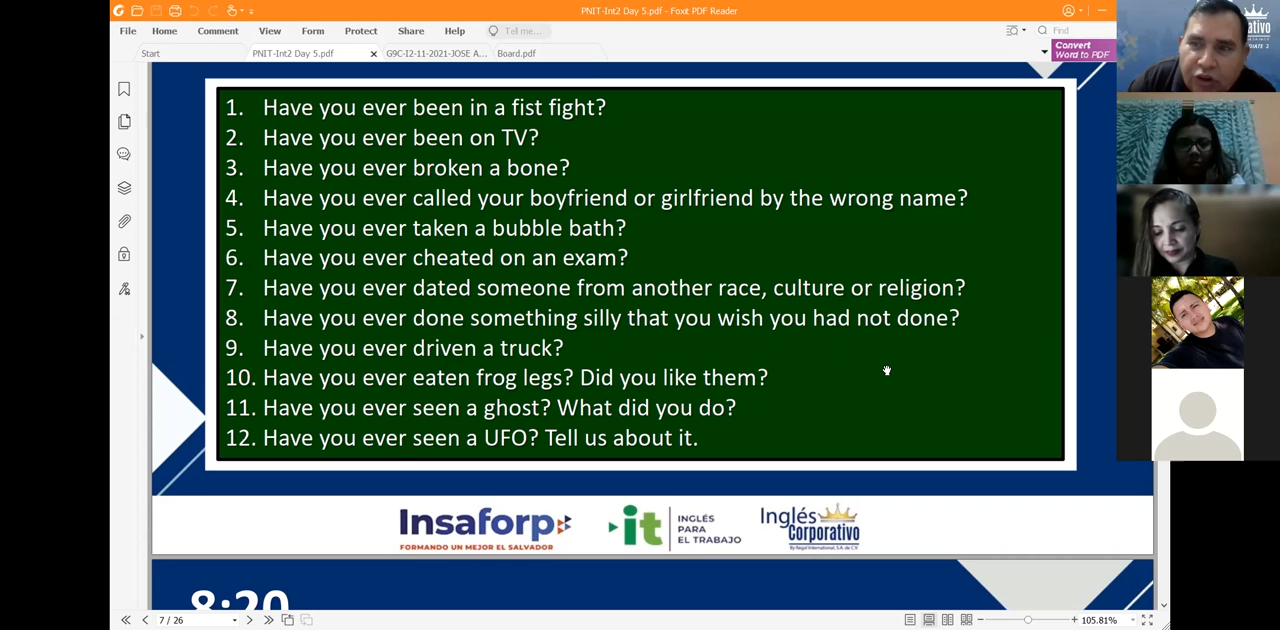 PNIT-Int2 Day 5.pdf - Foxit PDF Reader
File Home Comment View Form Protect Share Help Tell me... Find
Start PNIT-Int2 Day 5.pdf G9C-I2-11-2021-JOSE A... Board.pdf
Convert
Word to PDF
1. Have you ever been in a fist fight?
2. Have you ever been on TV?
3. Have you ever broken a bone?
4. Have you ever called your boyfriend or girlfriend by the wrong name?
5. Have you ever taken a bubble bath?
6. Have you ever cheated on an exam?
7. Have you ever dated someone from another race, culture or religion?
8. Have you ever done something silly that you wish you had not done?
9. Have you ever driven a truck?
10. Have you ever eaten frog legs? Did you like them?
11. Have you ever seen a ghost? What did you do?
12. Have you ever seen a UFO? Tell us about it.
Insaforp
FORMANDO UN MEJOR EL SALVADOR
it
INGLÉS
PARA
EL TRABAJO
Inglés
Corporativo
By Regal International, S.A. de C.V.
8:20
7 / 26
105.81%